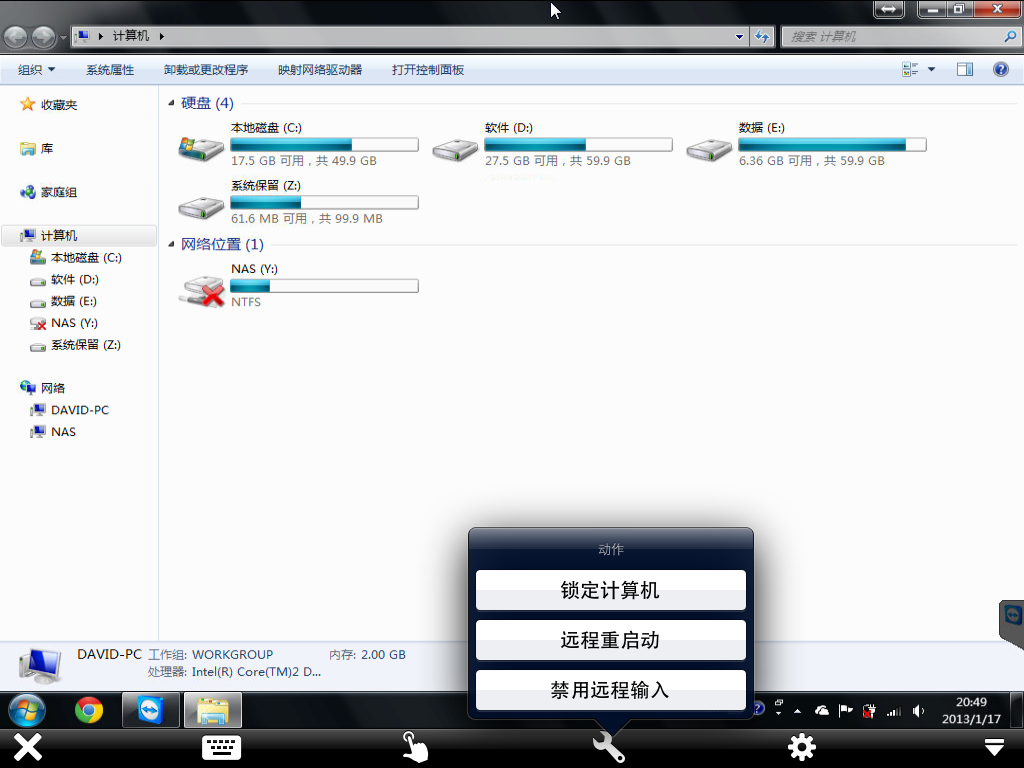 计算机
搜索 计算机
组织 系统属性 卸载或更改程序 映射网络驱动器 打开控制面板
收藏夹
库
家庭组
计算机
本地磁盘 (C:)
软件 (D:)
数据 (E:)
NAS (Y:)
系统保留 (Z:)
网络
DAVID-PC
NAS
硬盘 (4)
本地磁盘 (C:)
17.5 GB 可用，共 49.9 GB
软件 (D:)
27.5 GB 可用，共 59.9 GB
数据 (E:)
6.36 GB 可用，共 59.9 GB
系统保留 (Z:)
61.6 MB 可用，共 99.9 MB
网络位置 (1)
NAS (Y:)
NTFS
动作
锁定计算机
远程重启动
禁用远程输入
DAVID-PC 工作组: WORKGROUP 内存: 2.00 GB
处理器: Intel(R) Core(TM)2 D...
20:49
2013/1/17